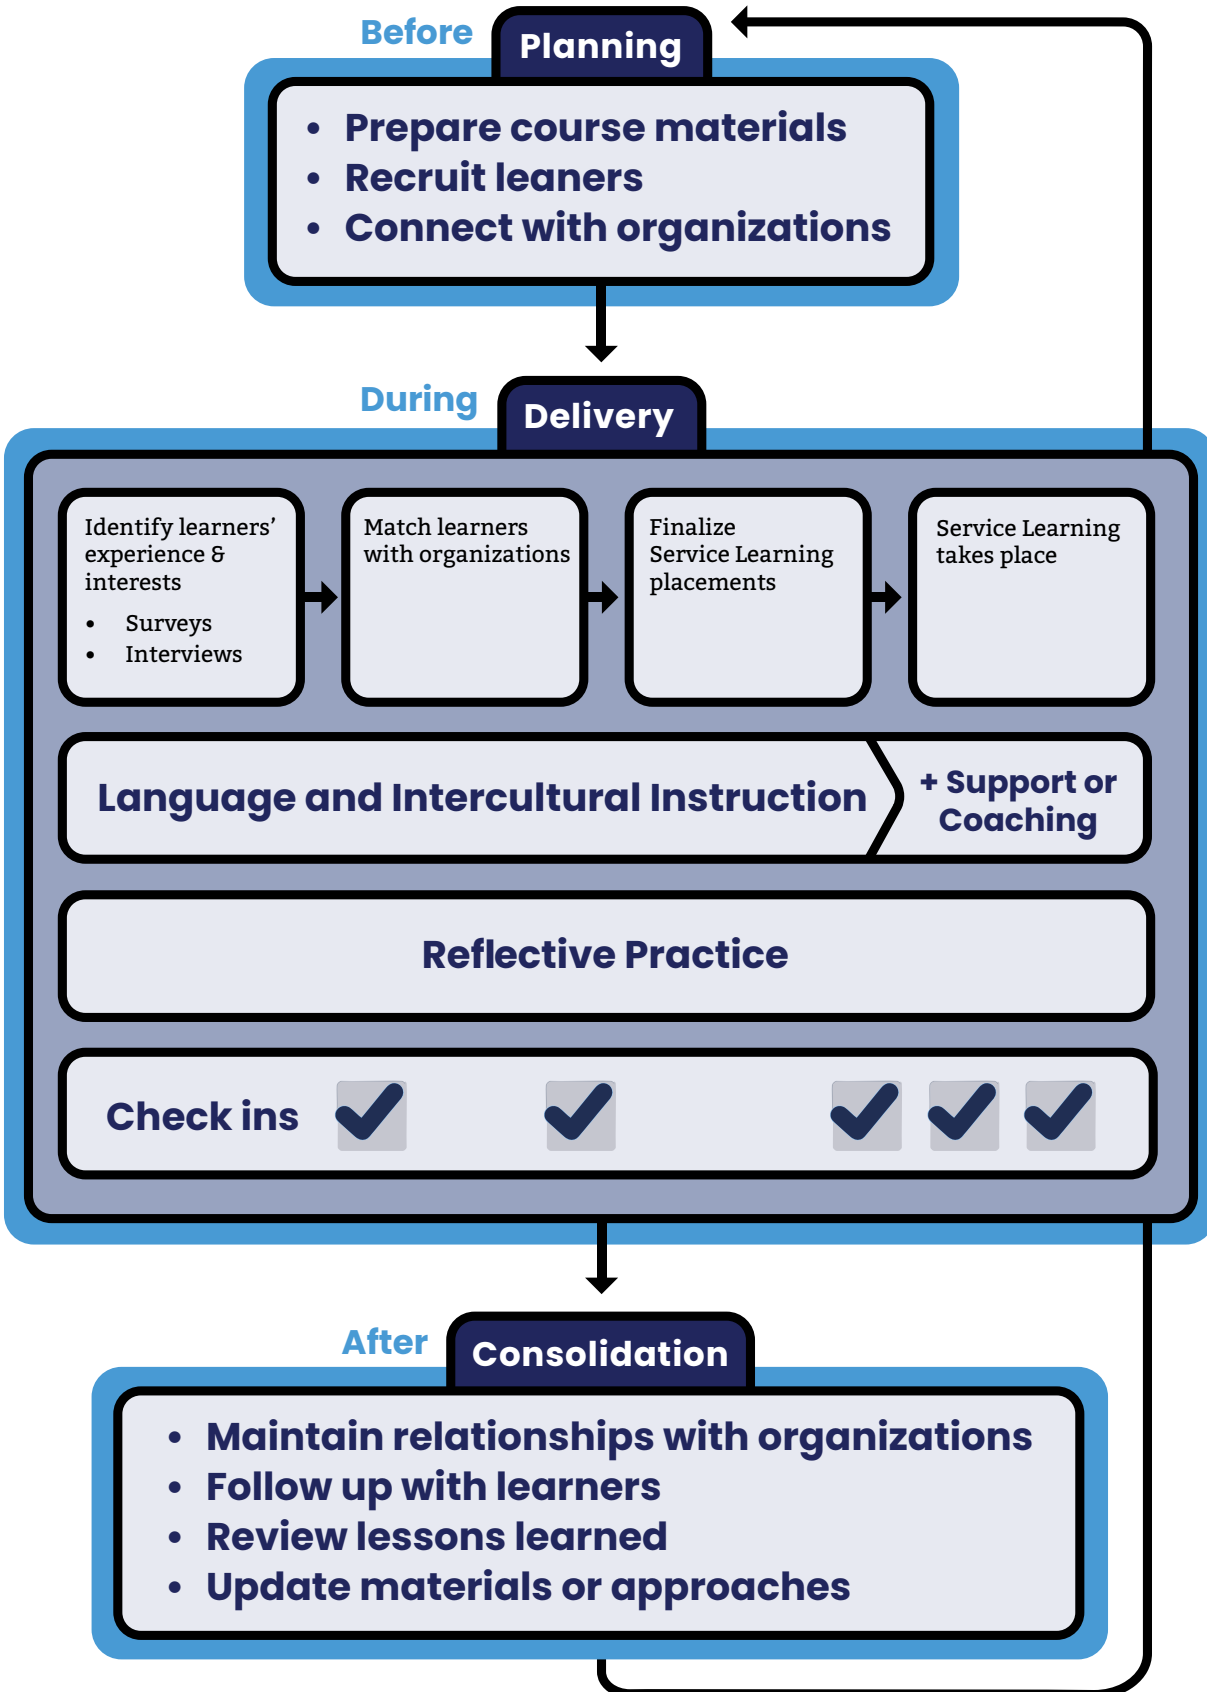 Before
Planning
• Prepare course materials
• Recruit leaners
• Connect with organizations
During
Delivery
Identify learners'
experience &
interests
• Surveys
• Interviews
Match learners
with organizations
Finalize
Service Learning
placements
Service Learning
takes place
Language and Intercultural Instruction
+ Support or
Coaching
Reflective Practice
Check ins
After
Consolidation
• Maintain relationships with organizations
• Follow up with learners
• Review lessons learned
• Update materials or approaches